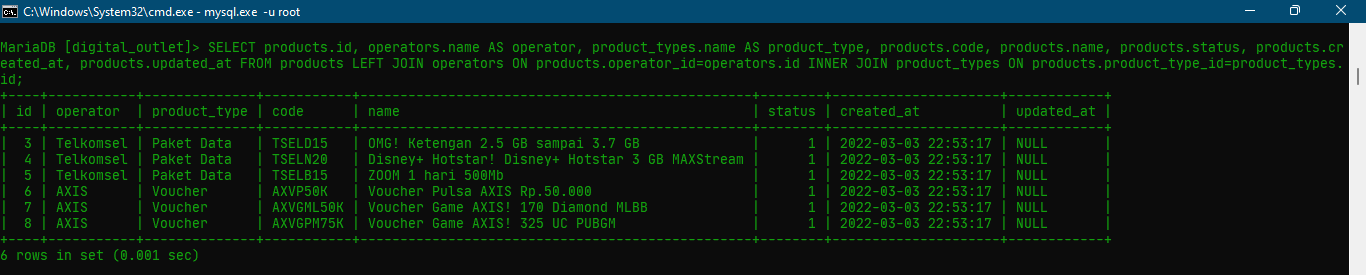 C:\Windows\System32\cmd.exe - mysql.exe -u root
MariaDB [digital_outlet]> SELECT products.id, operators.name AS operator, product_types.name AS product_type, products.code, products.name, products.status, products.cr
eated_at, products.updated_at FROM products LEFT JOIN operators ON products.operator_id=operators.id INNER JOIN product_types ON products.product_type_id=product_types.
id;
+----+-----------+--------------+-----------+-------------------------------------------------+--------+---------------------+------------+
| id | operator  | product_type | code      | name                                            | status | created_at          | updated_at |
+----+-----------+--------------+-----------+-------------------------------------------------+--------+---------------------+------------+
|  3 | Telkomsel | Paket Data   | TSELD15   | OMG! Ketengan 2.5 GB sampai 3.7 GB              |      1 | 2022-03-03 22:53:17 | NULL       |
|  4 | Telkomsel | Paket Data   | TSELN20   | Disney+ Hotstar! Disney+ Hotstar 3 GB MAXStream |      1 | 2022-03-03 22:53:17 | NULL       |
|  5 | Telkomsel | Paket Data   | TSELB15   | ZOOM 1 hari 500Mb                               |      1 | 2022-03-03 22:53:17 | NULL       |
|  6 | AXIS      | Voucher      | AXVP50K   | Voucher Pulsa AXIS Rp.50.000                    |      1 | 2022-03-03 22:53:17 | NULL       |
|  7 | AXIS      | Voucher      | AXVGML50K | Voucher Game AXIS! 170 Diamond MLBB             |      1 | 2022-03-03 22:53:17 | NULL       |
|  8 | AXIS      | Voucher      | AXVGPM75K | Voucher Game AXIS! 325 UC PUBGM                 |      1 | 2022-03-03 22:53:17 | NULL       |
+----+-----------+--------------+-----------+-------------------------------------------------+--------+---------------------+------------+
6 rows in set (0.001 sec)